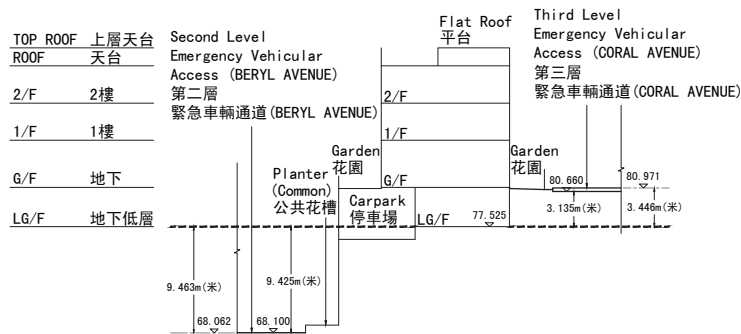 TOP ROOF 上層天台
ROOF 天台
2/F 2樓
1/F 1樓
G/F 地下
LG/F 地下低層
Second Level
Emergency Vehicular
Access (BERYL AVENUE)
第二層
緊急車輛通道(BERYL AVENUE)
Flat Roof
平台
Third Level
Emergency Vehicular
Access (CORAL AVENUE)
第三層
緊急車輛通道(CORAL AVENUE)
2/F
1/F
G/F
LG/F
Garden
花園
Garden
花園
Planter
(Common)
公共花槽
Carpark
停車場
77.525
80.660
80.971
3.135m(米)
3.446m(米)
9.463m(米)
9.425m(米)
68.062
68.100